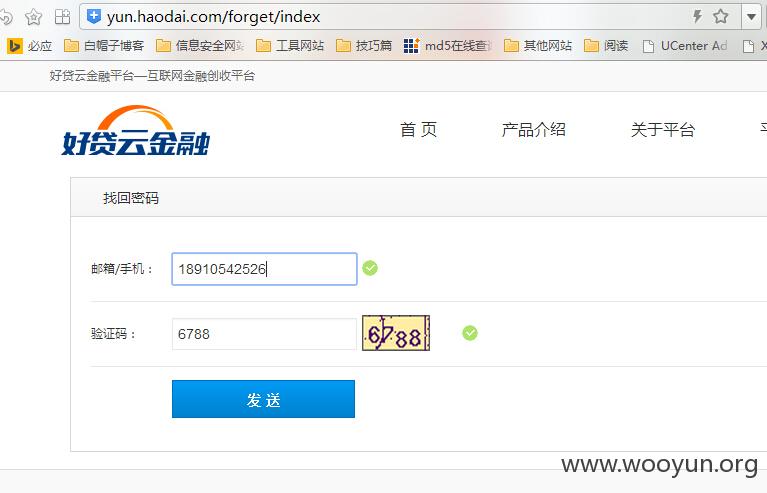 yun.haodai.com/forget/index
必应 白帽子博客 信息安全网站 工具网站 技巧篇 md5在线查 其他网站 阅读 UCenter Ad X
好贷云金融平台—互联网金融创收平台
好贷云金融 首 页 产品介绍 关于平台
找回密码
邮箱/手机： 18910542526
验证码： 6788 6788
发 送
www.wooyun.org